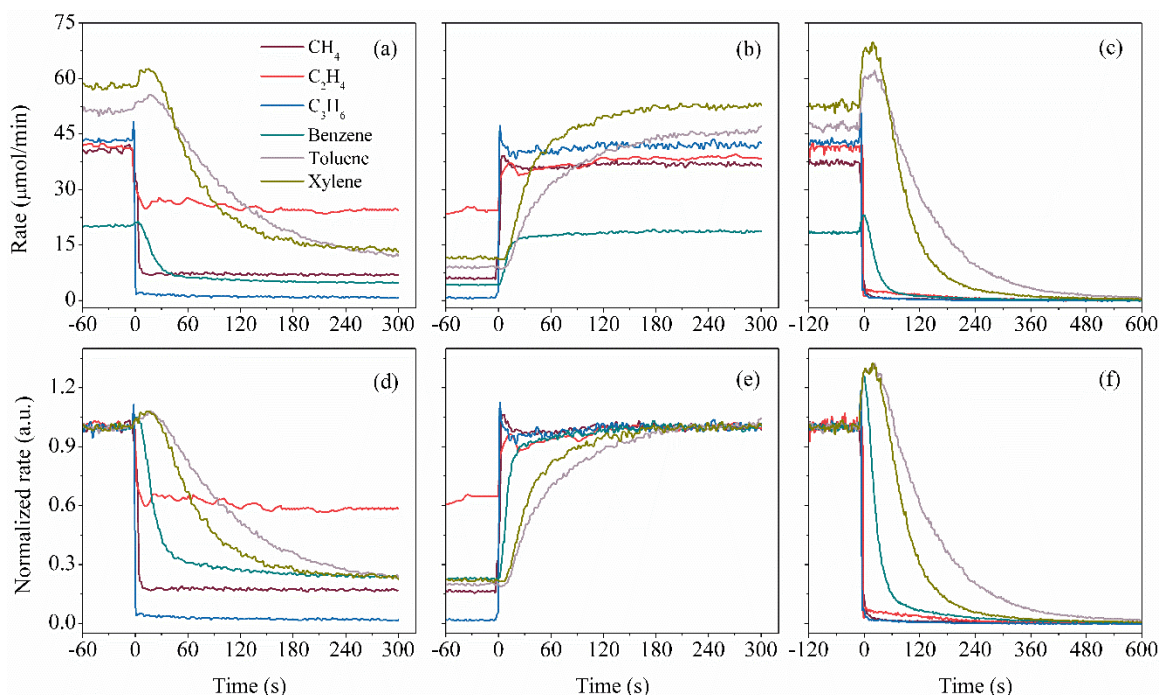 Rate (μmol/min)
75
60
45
30
15
0
CH4
C2H4
C3H6
Benzene
Toluene
Xylene
(a)
-60 0 60 120 180 240 300
(b)
-60 0 60 120 180 240 300
(c)
-120 0 120 240 360 480 600
Normalized rate (a.u.)
1.2
0.9
0.6
0.3
0.0
(d)
-60 0 60 120 180 240 300
Time (s)
(e)
-60 0 60 120 180 240 300
Time (s)
(f)
-120 0 120 240 360 480 600
Time (s)